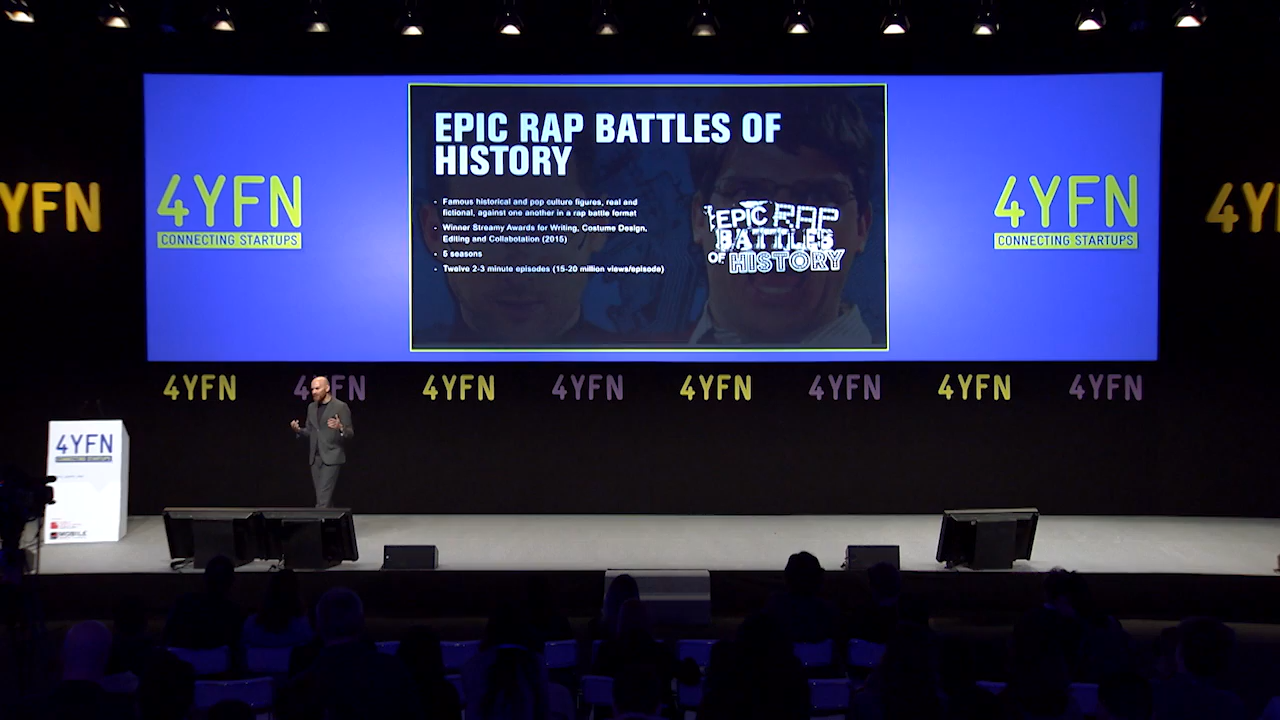 EPIC RAP BATTLES OF
HISTORY
- Famous historical and pop culture figures, real and
fictional, against one another in a rap battle format
- Winner Streamy Awards for Writing, Costume Design,
Editing and Collabotation (2015)
- 5 seasons
- Twelve 2-3 minute episodes (15-20 million views/episode)
EPIC RAP
BATTLES
OF HISTORY
4YFN
CONNECTING STARTUPS
4YFN
CONNECTING STARTUPS
YFN
4Y
4YFN 4YFN 4YFN 4YFN 4YFN 4YFN 4YFN 4YFN
4YFN
CONNECTING STARTUPS
MOBILE